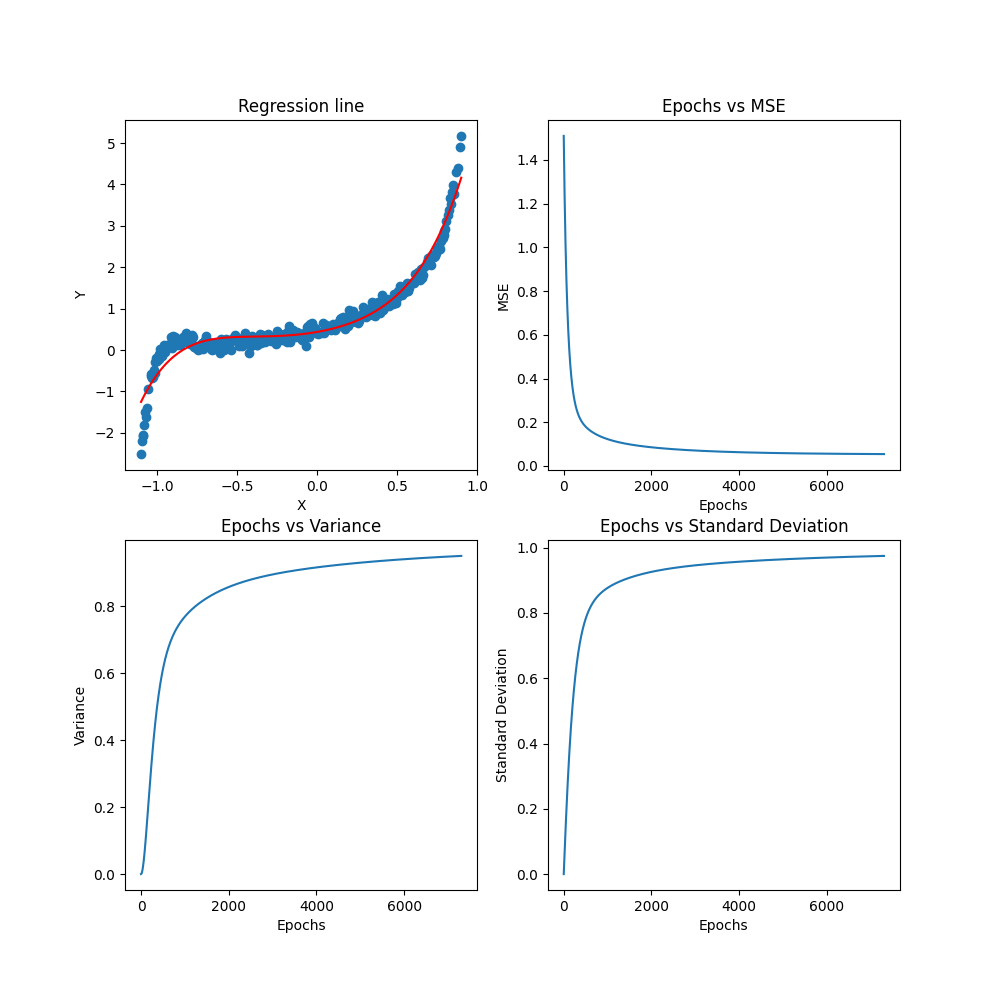 Regression line
5
4
3
2
1
0
−1
−2
Y
−1.0 −0.5 0.0 0.5 1.0
X
Epochs vs MSE
1.4
1.2
1.0
0.8
0.6
0.4
0.2
0.0
MSE
0 2000 4000 6000
Epochs
Epochs vs Variance
0.8
0.6
0.4
0.2
0.0
Variance
0 2000 4000 6000
Epochs
Epochs vs Standard Deviation
1.0
0.8
0.6
0.4
0.2
0.0
Standard Deviation
0 2000 4000 6000
Epochs